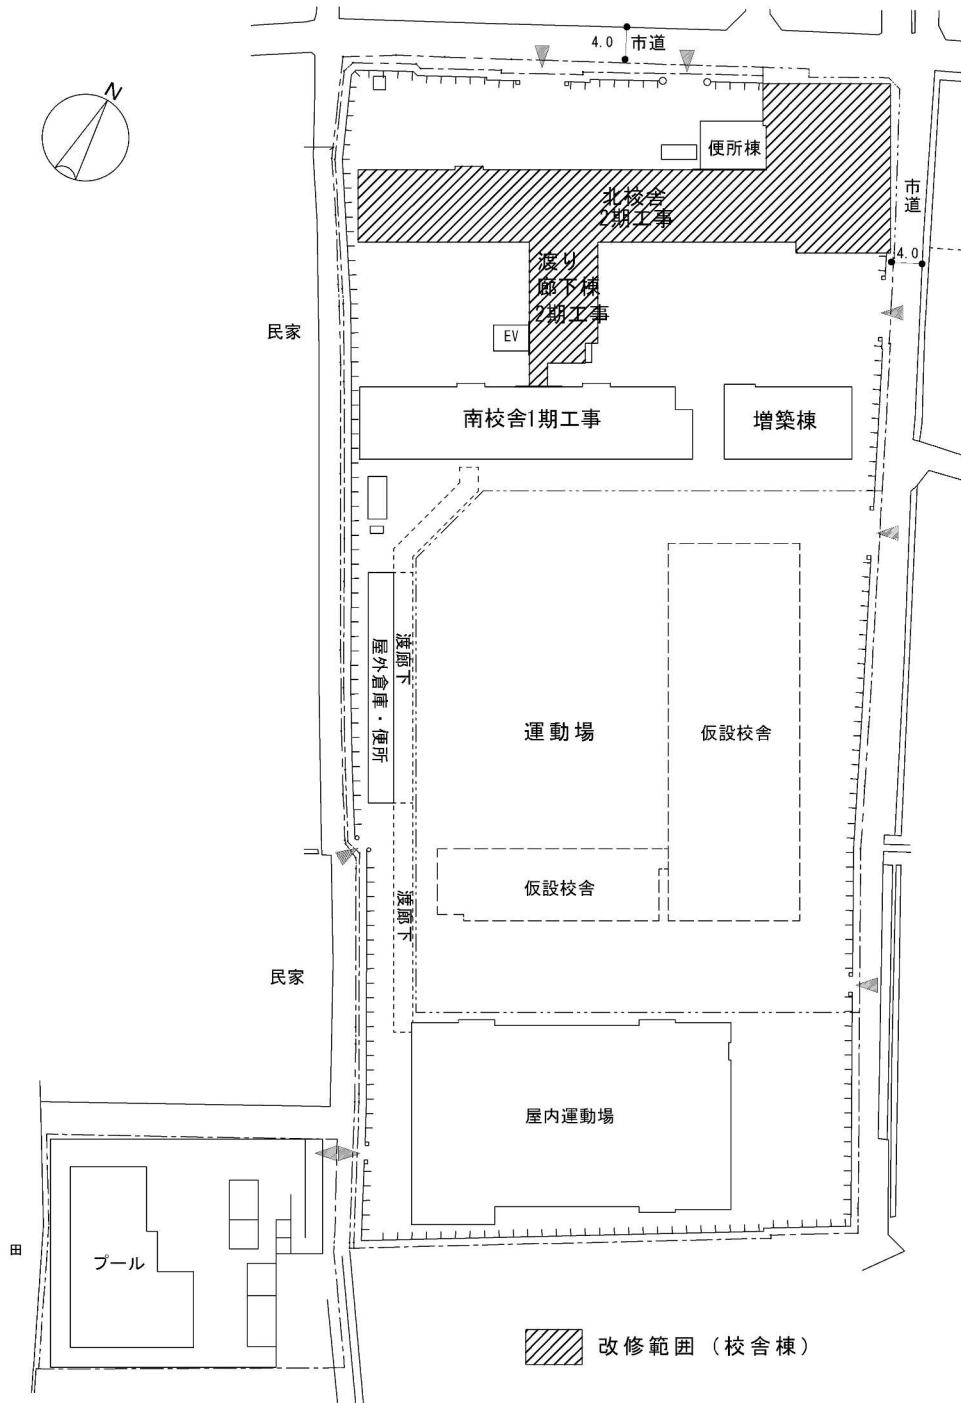 4.0 市道
N
便所棟
市道
4.0
北校舎
2期工事
渡り
廊下棟
2期工事
EV
民家
南校舎1期工事
増築棟
渡廊下
屋外倉庫・便所
運動場
仮設校舎
仮設校舎
渡廊下
民家
屋内運動場
田
プール
改修範囲（校舎棟）